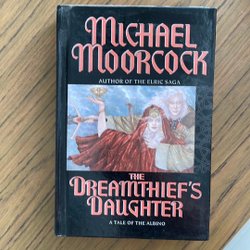 MICHAEL
MOORCOCK
AUTHOR OF THE ELRIC SAGA
THE
DREAMTHIEF'S
DAUGHTER
A TALE OF THE ALBINO